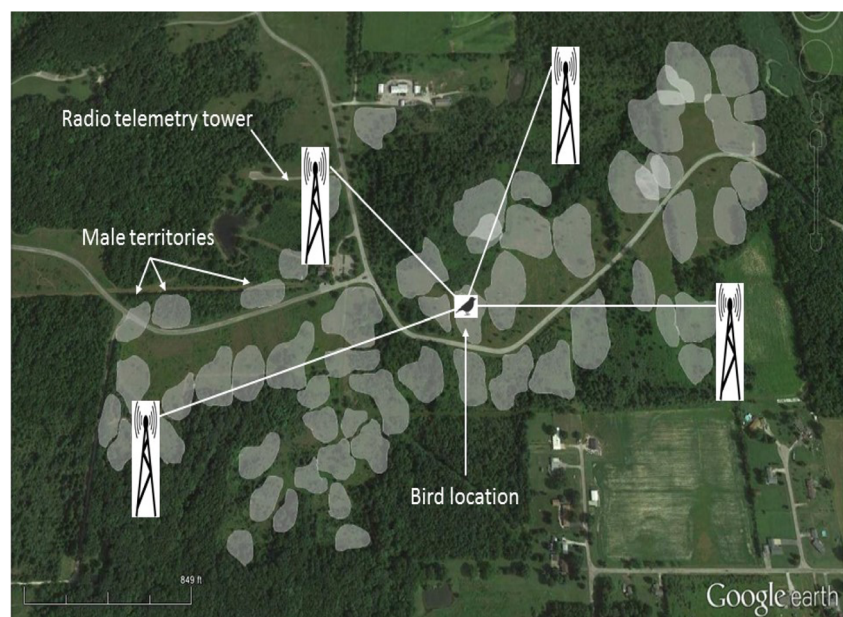 Radio telemetry tower
Male territories
Bird location
849 ft
Google earth